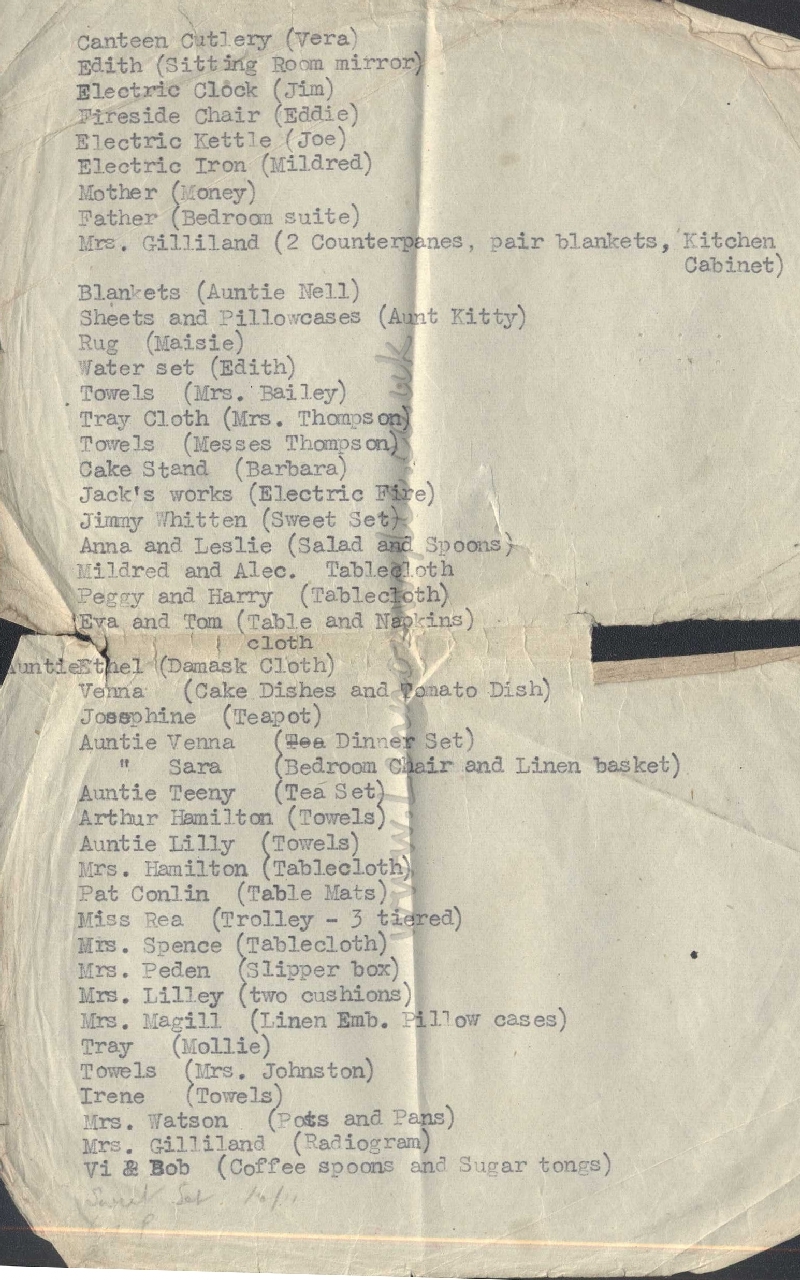 Canteen Cutlery (Vera)
Edith (Sitting Room mirror)
Electric Clock (Jim)
Fireside Chair (Eddie)
Electric Kettle (Joe)
Electric Iron (Mildred)
Mother (Money)
Father (Bedroom suite)
Mrs. Gilliland (2 Counterpanes, pair blankets, Kitchen
Cabinet)
Blankets (Auntie Nell)
Sheets and Pillowcases (Aunt Kitty)
Rug (Maisie)
Water set (Edith)
Towels (Mrs. Bailey)
Tray Cloth (Mrs. Thompson)
Towels (Messes Thompson)
Cake Stand (Barbara)
Jack's works (Electric Fire)
Jimmy Whitten (Sweet Set)
Anna and Leslie (Salad and Spoons)
Mildred and Alec. Tablecloth
Peggy and Harry (Tablecloth)
Eva and Tom (Table and Napkins)
cloth
Auntie Ethel (Damask Cloth)
Venna (Cake Dishes and Tomato Dish)
Josephine (Teapot)
Auntie Venna (Tea Dinner Set)
" Sara (Bedroom Chair and Linen basket)
Auntie Teeny (Tea Set)
Arthur Hamilton (Towels)
Auntie Lilly (Towels)
Mrs. Hamilton (Tablecloth)
Pat Conlin (Table Mats)
Miss Rea (Trolley - 3 tiered)
Mrs. Spence (Tablecloth)
Mrs. Peden (Slipper box)
Mrs. Lilley (two cushions)
Mrs. Magill (Linen Emb. Pillow cases)
Tray (Mollie)
Towels (Mrs. Johnston)
Irene (Towels)
Mrs. Watson (Pots and Pans)
Mrs. Gilliland (Radiogram)
Vi & Bob (Coffee spoons and Sugar tongs)
Set